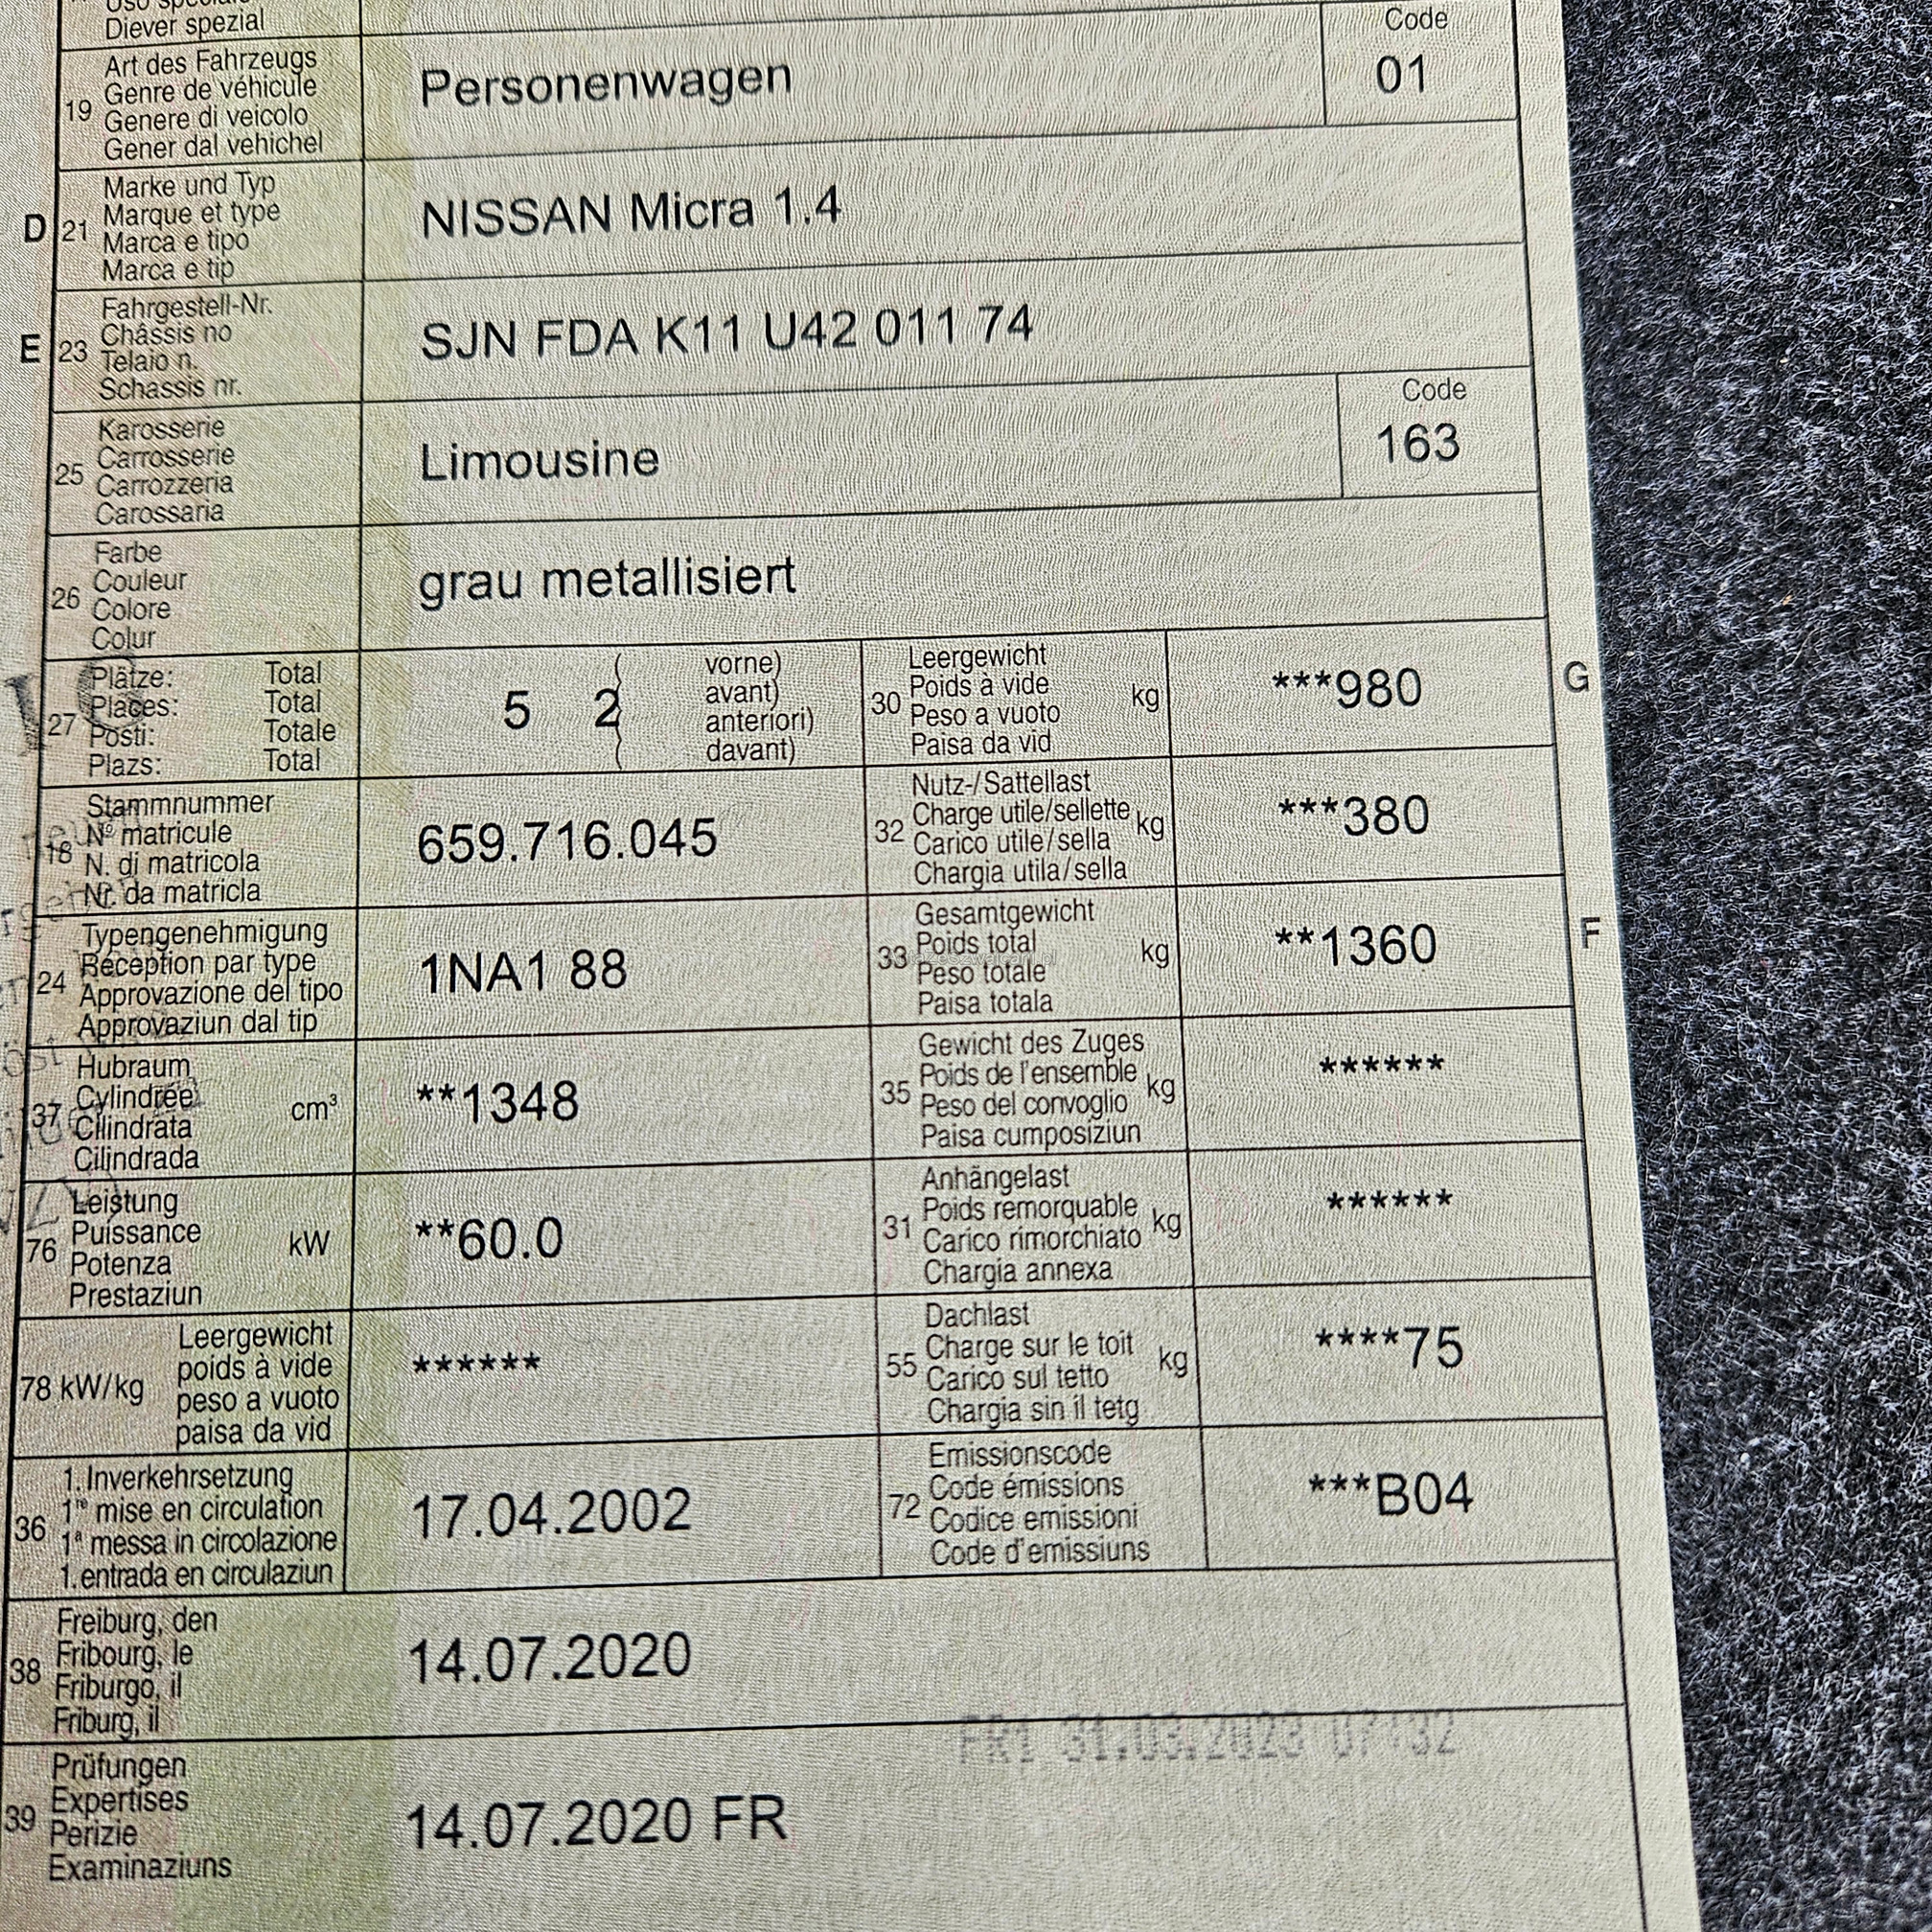 Diever spezial
Code
19 Art des Fahrzeugs
Genre de véhicule
Genere di veicolo
Gener dal vehichel
Personenwagen
01
D 21 Marke und Typ
Marque et type
Marca e tipo
Marca e tip
NISSAN Micra 1.4
E 23 Fahrgestell-Nr.
Châssis no
Telaio n.
Schassis nr.
SJN FDA K11 U42 011 74
25 Karosserie
Carrosserie
Carrozzeria
Carossaria
Limousine
Code
163
26 Farbe
Couleur
Colore
Colur
grau metallisiert
27 Plätze: Total
Places: Total
Posti: Totale
Plazs: Total
5 2
( vorne)
avant)
anteriori)
( davant)
30 Leergewicht
Poids à vide
Peso a vuoto
Paisa da vid
kg
***980
G
18 Stammnummer
Nº matricule
N. di matricola
Nr. da matricla
659.716.045
32 Nutz-/Sattellast
Charge utile/sellette
Carico utile/sella
Chargia utila/sella
kg
***380
24 Typengenehmigung
Réception par type
Approvazione del tipo
Approvaziun dal tip
1NA1 88
33 Gesamtgewicht
Poids total
Peso totale
Paisa totala
kg
**1360
F
37 Hubraum
Cylindrée
Cilindrata
Cilindrada
cm³
**1348
35 Gewicht des Zuges
Poids de l'ensemble
Peso del convoglio
Paisa cumposiziun
kg
******
76 Leistung
Puissance
Potenza
Prestaziun
kW
**60.0
31 Anhängelast
Poids remorquable
Carico rimorchiato
Chargia annexa
kg
******
78 kW/kg
Leergewicht
poids à vide
peso a vuoto
paisa da vid
******
55 Dachlast
Charge sur le toit
Carico sul tetto
Chargia sin il tetg
kg
****75
36 1. Inverkehrsetzung
1re mise en circulation
1a messa in circolazione
1. entrada en circulaziun
17.04.2002
72 Emissionscode
Code émissions
Codice emissioni
Code d'emissiuns
***B04
38 Freiburg, den
Fribourg, le
Friburgo, il
Friburg, il
14.07.2020
FR1 31.03.2023 07:32
39 Prüfungen
Expertises
Perizie
Examinaziuns
14.07.2020 FR